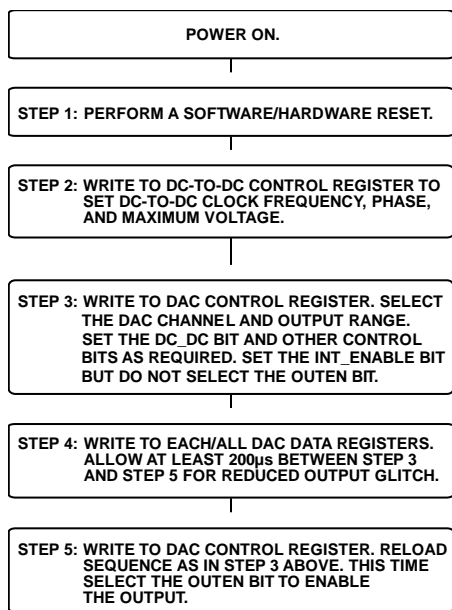 POWER ON.
STEP 1: PERFORM A SOFTWARE/HARDWARE RESET.
STEP 2: WRITE TO DC-TO-DC CONTROL REGISTER TO
SET DC-TO-DC CLOCK FREQUENCY, PHASE,
AND MAXIMUM VOLTAGE.
STEP 3: WRITE TO DAC CONTROL REGISTER. SELECT
THE DAC CHANNEL AND OUTPUT RANGE.
SET THE DC_DC BIT AND OTHER CONTROL
BITS AS REQUIRED. SET THE INT_ENABLE BIT
BUT DO NOT SELECT THE OUTEN BIT.
STEP 4: WRITE TO EACH/ALL DAC DATA REGISTERS.
ALLOW AT LEAST 200µs BETWEEN STEP 3
AND STEP 5 FOR REDUCED OUTPUT GLITCH.
STEP 5: WRITE TO DAC CONTROL REGISTER. RELOAD
SEQUENCE AS IN STEP 3 ABOVE. THIS TIME
SELECT THE OUTEN BIT TO ENABLE
THE OUTPUT.